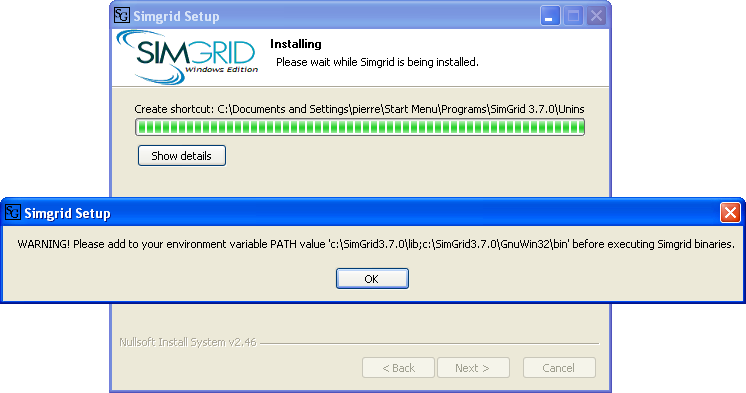 Simgrid Setup
SIMGRID
Windows Edition
Installing
Please wait while Simgrid is being installed.
Create shortcut: C:\Documents and Settings\pierre\Start Menu\Programs\SimGrid 3.7.0\Unins
Show details
Simgrid Setup
WARNING! Please add to your environment variable PATH value 'c:\SimGrid3.7.0\lib;c:\SimGrid3.7.0\GnuWin32\bin' before executing Simgrid binaries.
OK
Nullsoft Install System v2.46
< Back Next > Cancel